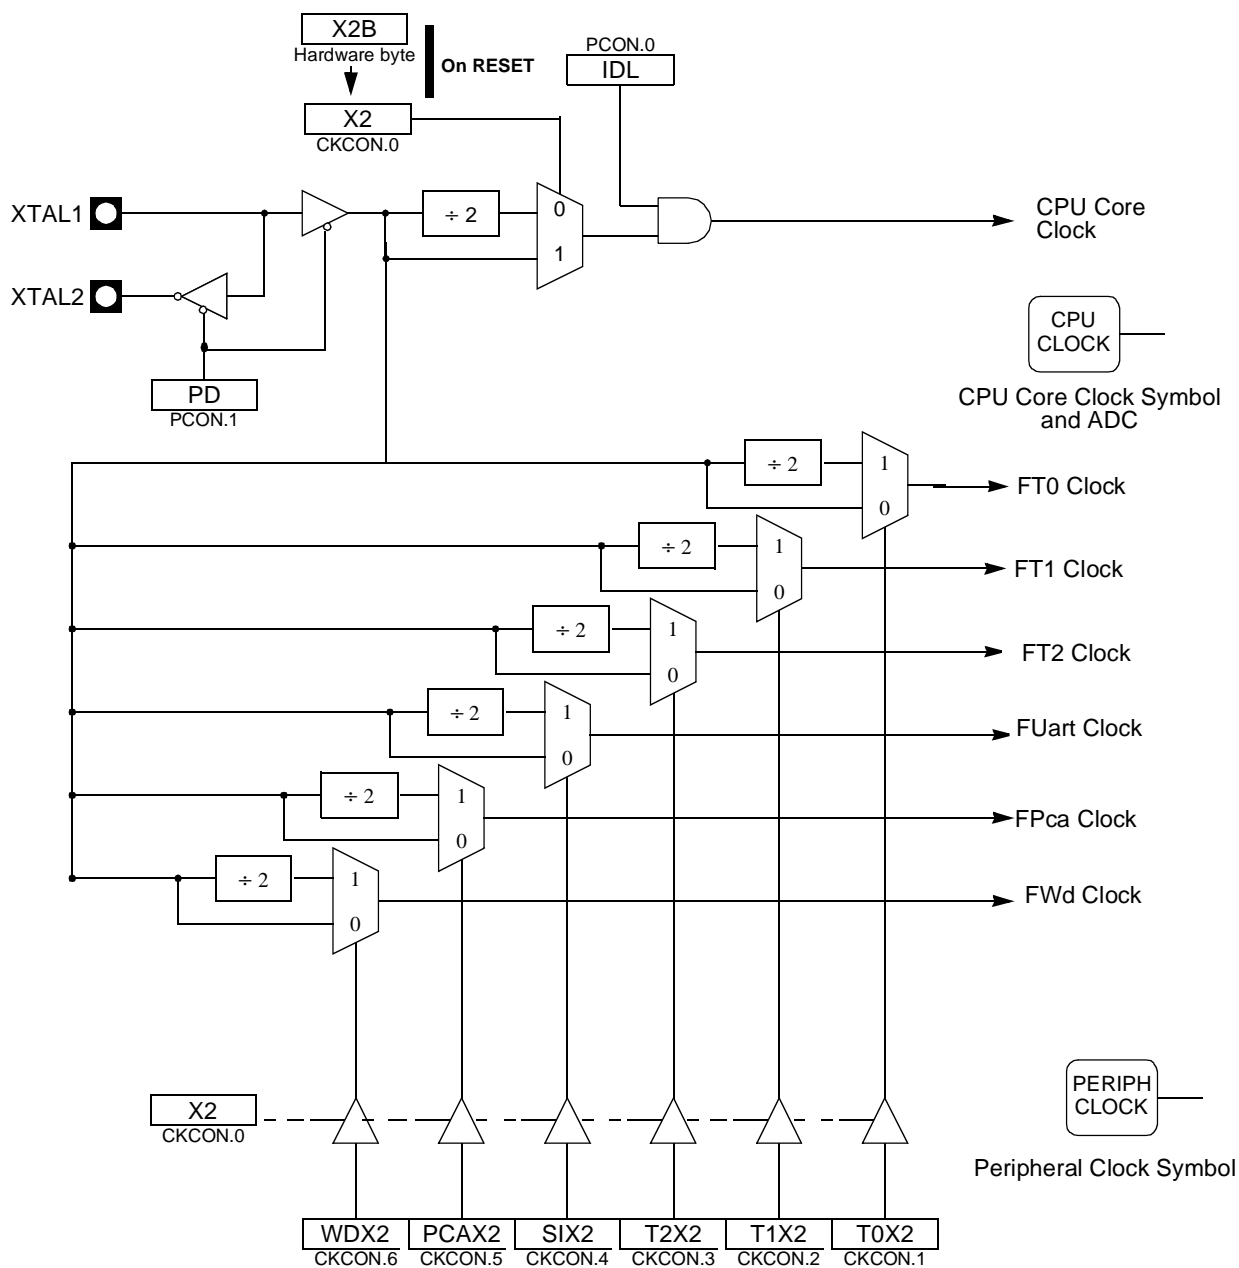 X2B
Hardware byte
On RESET
PCON.0
IDL
X2
CKCON.0
XTAL1
÷ 2
0
1
CPU Core
Clock
XTAL2
PD
PCON.1
CPU
CLOCK
CPU Core Clock Symbol
and ADC
÷ 2
1
0
FT0 Clock
÷ 2
1
0
FT1 Clock
÷ 2
1
0
FT2 Clock
÷ 2
1
0
FUart Clock
÷ 2
1
0
FPca Clock
÷ 2
1
0
FWd Clock
X2
CKCON.0
PERIPH
CLOCK
Peripheral Clock Symbol
WDX2
CKCON.6
PCAX2
CKCON.5
SIX2
CKCON.4
T2X2
CKCON.3
T1X2
CKCON.2
T0X2
CKCON.1